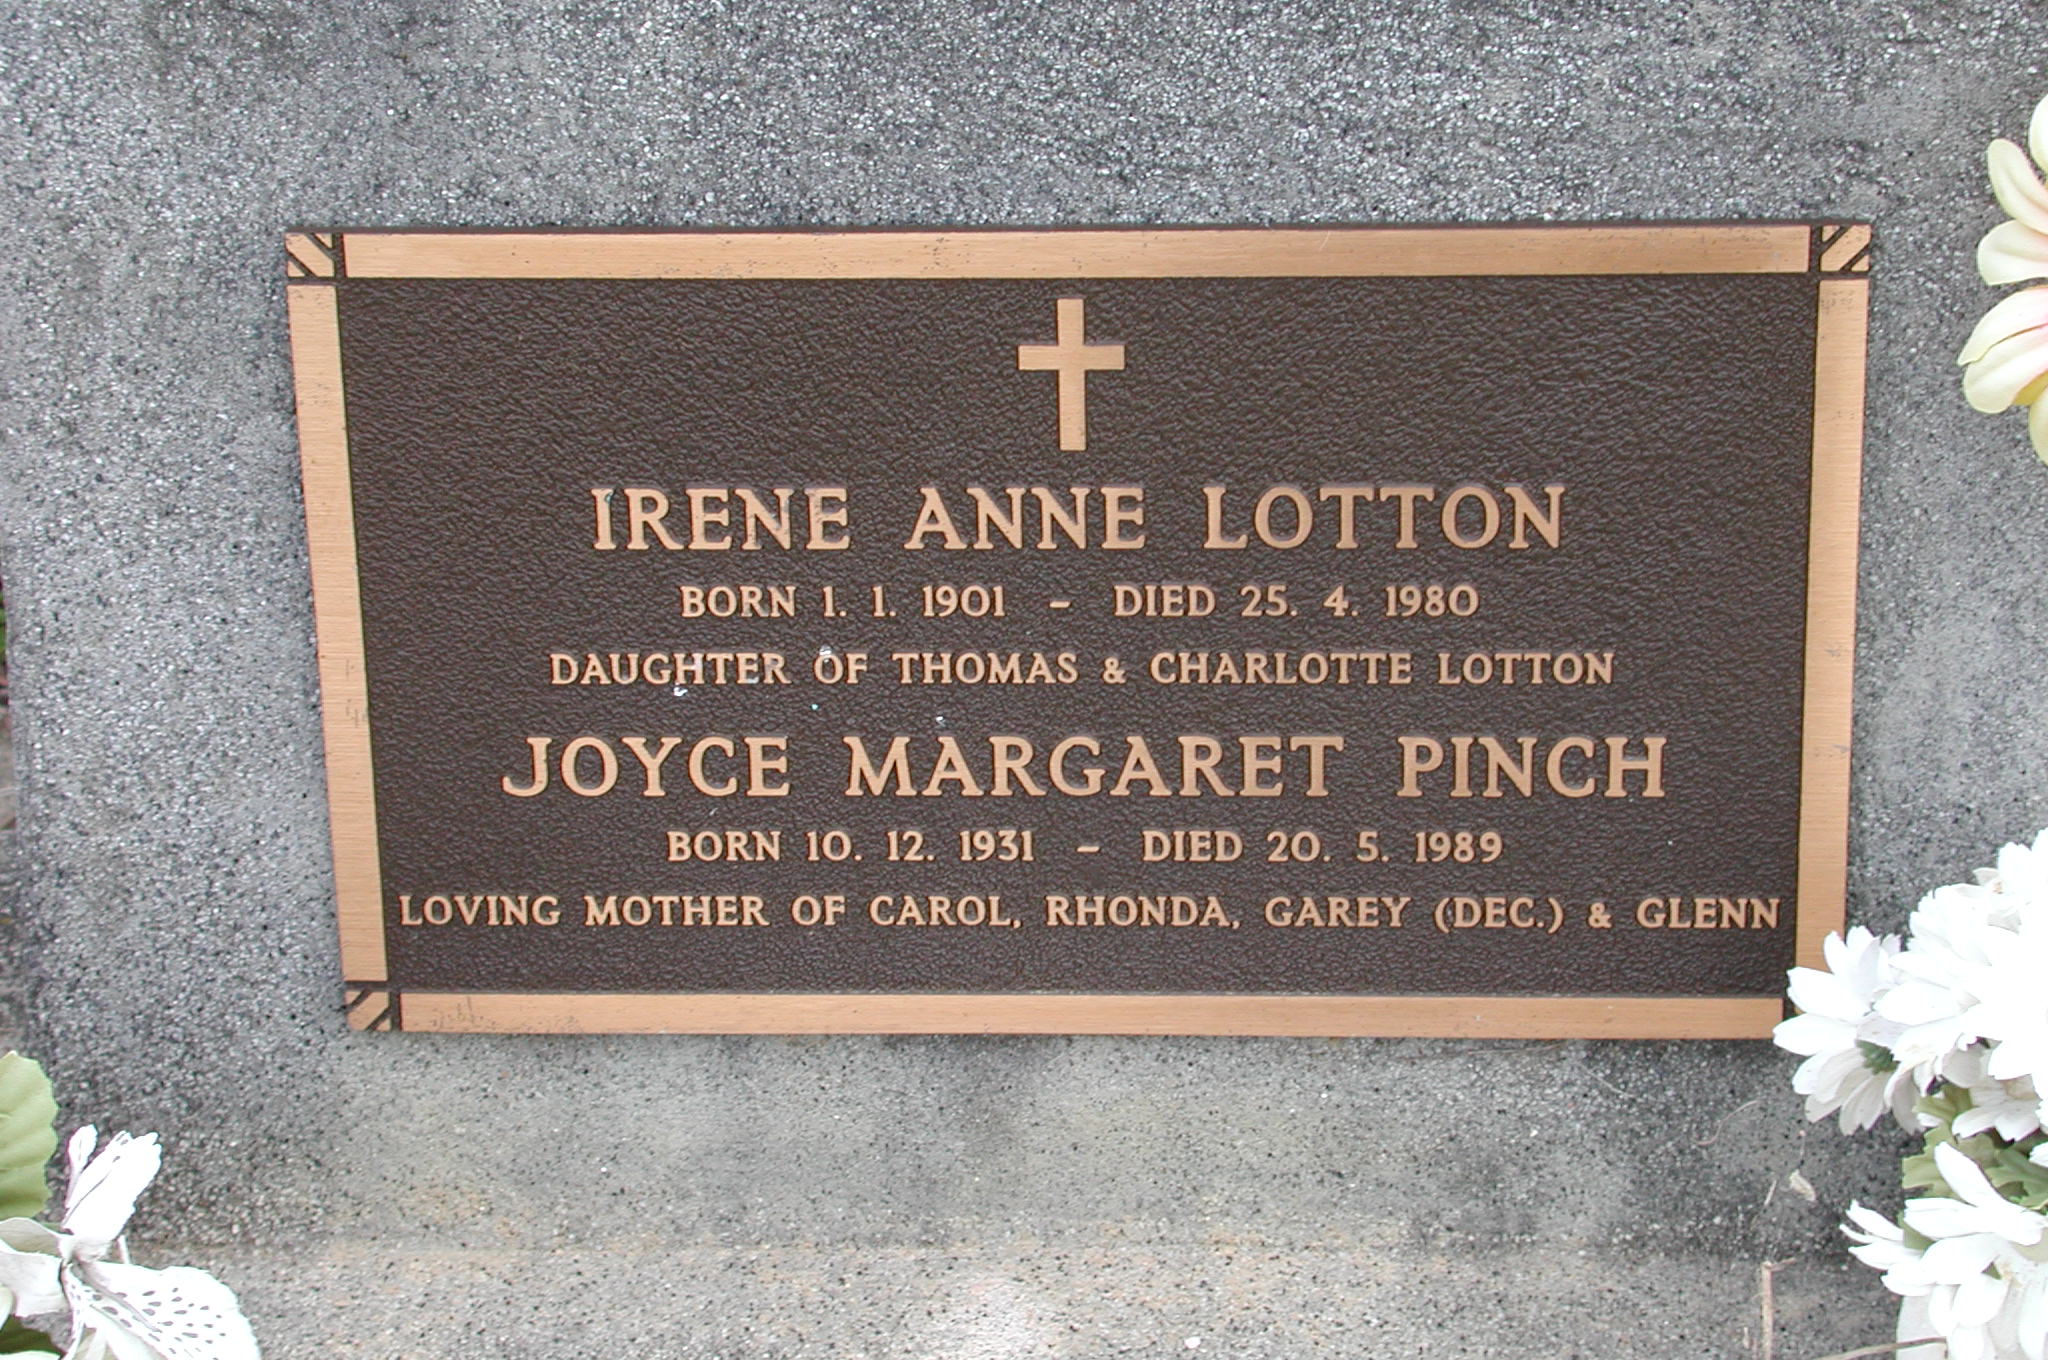 IRENE ANNE LOTTON
BORN 1. 1. 1901 - DIED 25. 4. 1980
DAUGHTER OF THOMAS & CHARLOTTE LOTTON
JOYCE MARGARET PINCH
BORN 10. 12. 1931 - DIED 20. 5. 1989
LOVING MOTHER OF CAROL, RHONDA, GAREY (DEC.) & GLENN